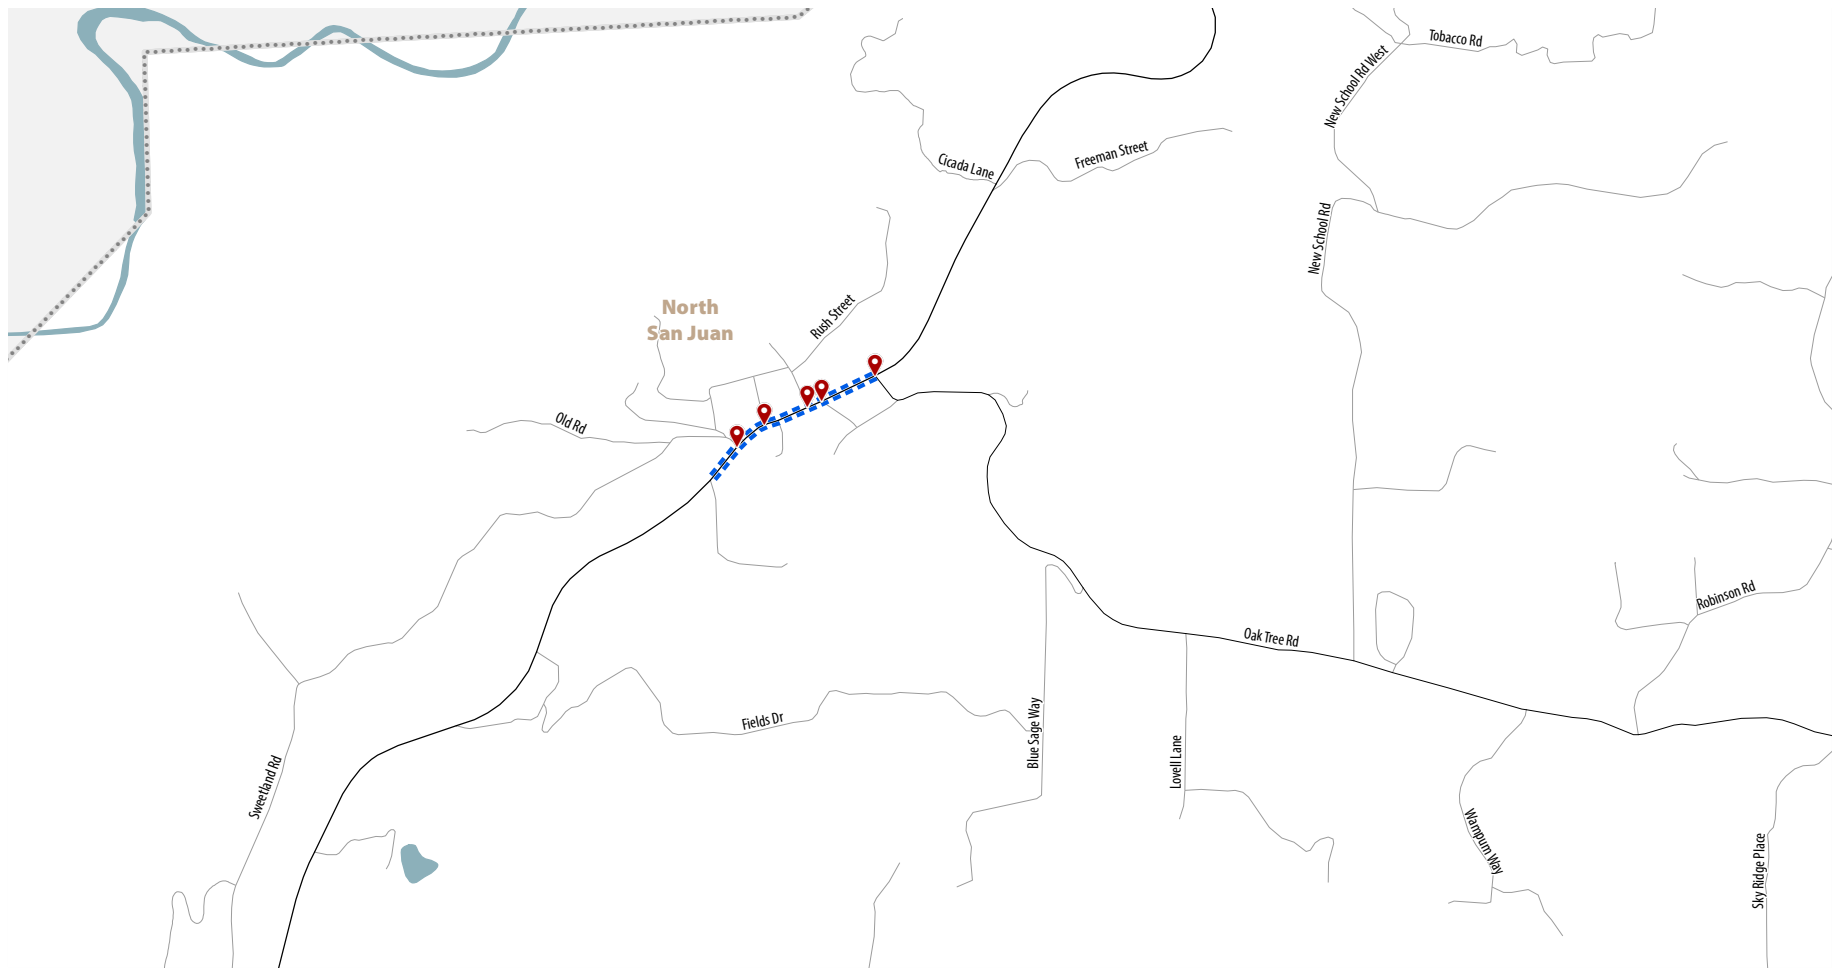 Tobacco Rd
New School Rd West
Cicada Lane
Freeman Street
New School Rd
North
San Juan
Rush Street
Old Rd
Robinson Rd
Oak Tree Rd
Fields Dr
Blue Sage Way
Lovell Lane
Sweetland Rd
Wampum Way
Sky Ridge Place